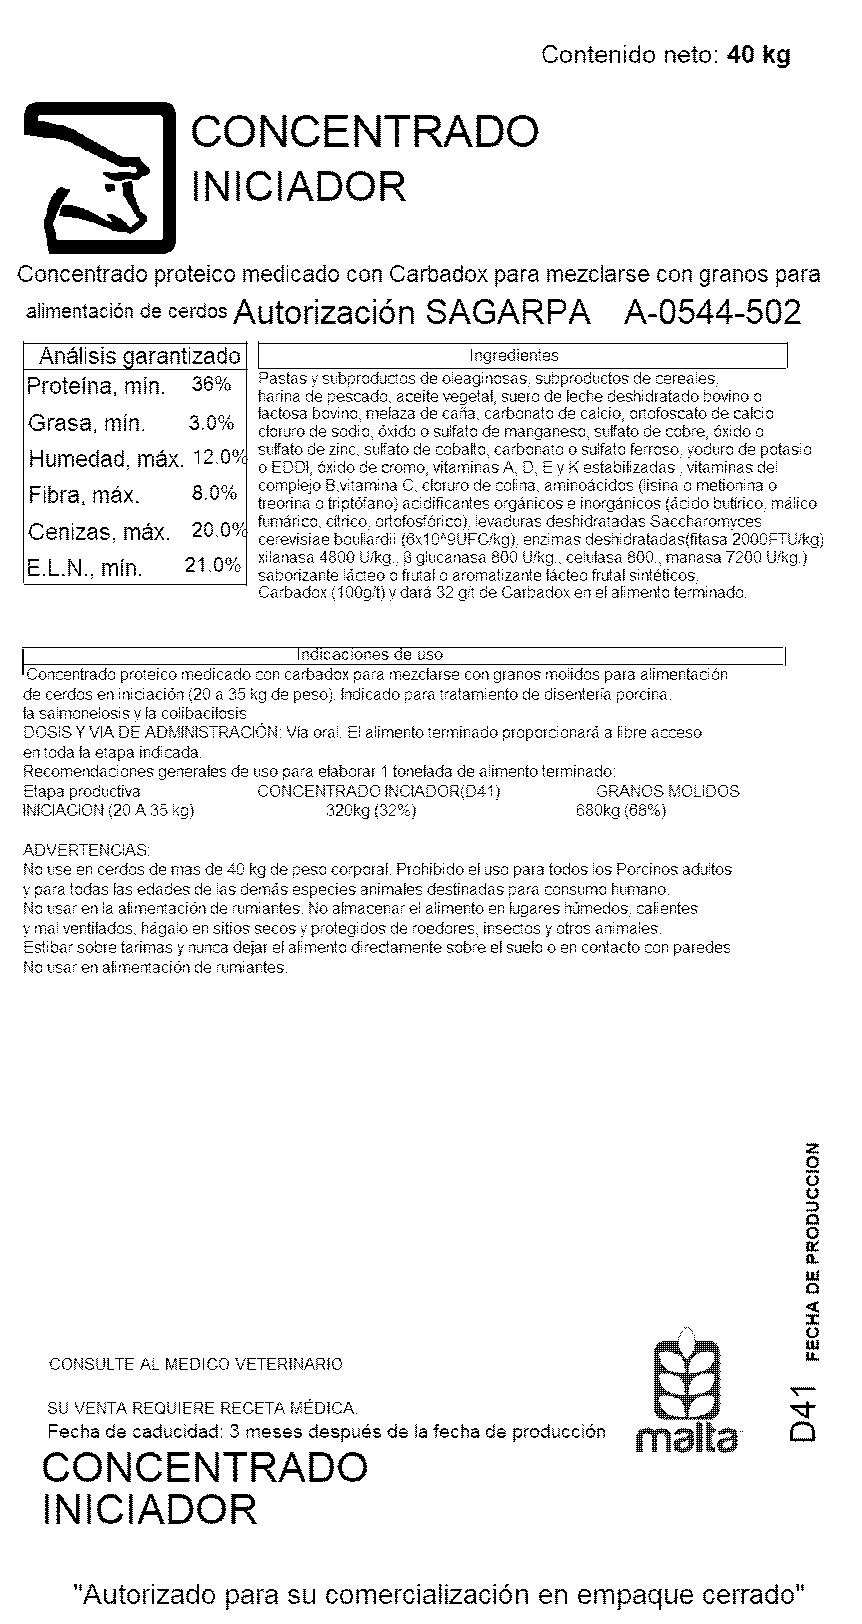 Contenido neto: 40 kg
CONCENTRADO
INICIADOR
Concentrado proteico medicado con Carbadox para mezclarse con granos para
alimentación de cerdos Autorización SAGARPA A-0544-502
Análisis garantizado
Proteína, mín. 36%
Grasa, mín. 3.0%
Humedad, máx. 12.0%
Fibra, máx. 8.0%
Cenizas, máx. 20.0%
E.L.N., mín. 21.0%
Ingredientes
Pastas y subproductos de oleaginosas, subproductos de cereales,
harina de pescado, aceite vegetal, suero de leche deshidratado bovino o
lactosa bovino, melaza de caña, carbonato de calcio, ortofoscato de calcio
cloruro de sodio, óxido o sulfato de manganeso, sulfato de cobre, óxido o
sulfato de zinc, sulfato de cobalto, carbonato o sulfato ferroso, yoduro de potasio
o EDDI, óxido de cromo, vitaminas A, D, E y K estabilizadas , vitaminas del
complejo B,vitamina C, cloruro de colina, aminoácidos (lisina o metionina o
treorina o triptófano) acidificantes orgánicos e inorgánicos (ácido butírico, málico
fumárico, cítrico, ortofosfórico), levaduras deshidratadas Saccharomyces
cerevisiae boullardii (6x10^9UFC/kg), enzimas deshidratadas(fitasa 2000FTU/kg)
xilanasa 4800 U/kg., β glucanasa 800 U/kg., celulasa 800., manasa 7200 U/kg.)
saborizante lácteo o frutal o aromatizante lácteo frutal sintéticos,
Carbadox (100g/t) y dará 32 g/t de Carbadox en el alimento terminado.
Indicaciones de uso
Concentrado proteico medicado con carbadox para mezclarse con granos molidos para alimentación
de cerdos en iniciación (20 a 35 kg de peso). Indicado para tratamiento de disentería porcina.
la salmonelosis y la colibacilosis
DOSIS Y VIA DE ADMINISTRACIÓN: Vía oral. El alimento terminado proporcionará a libre acceso
en toda la etapa indicada.
Recomendaciones generales de uso para elaborar 1 tonelada de alimento terminado:
Etapa productiva CONCENTRADO INCIADOR(D41) GRANOS MOLIDOS
INICIACION (20 A 35 kg) 320kg (32%) 680kg (68%)
ADVERTENCIAS:
No use en cerdos de mas de 40 kg de peso corporal. Prohibido el uso para todos los Porcinos adultos
y para todas las edades de las demás especies animales destinadas para consumo humano.
No usar en la alimentación de rumiantes. No almacenar el alimento en lugares húmedos, calientes
y mal ventilados, hágalo en sitios secos y protegidos de roedores, insectos y otros animales.
Estibar sobre tarimas y nunca dejar el alimento directamente sobre el suelo o en contacto con paredes
No usar en alimentación de rumiantes.
D41 FECHA DE PRODUCCION
CONSULTE AL MEDICO VETERINARIO
SU VENTA REQUIERE RECETA MÉDICA.
Fecha de caducidad: 3 meses después de la fecha de producción
malta
CONCENTRADO
INICIADOR
"Autorizado para su comercialización en empaque cerrado"